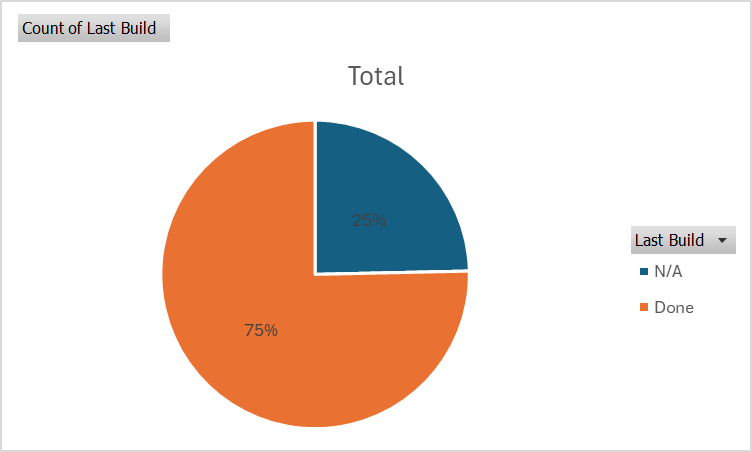 Count of Last Build
Total
25%
75%
Last Build
N/A
Done